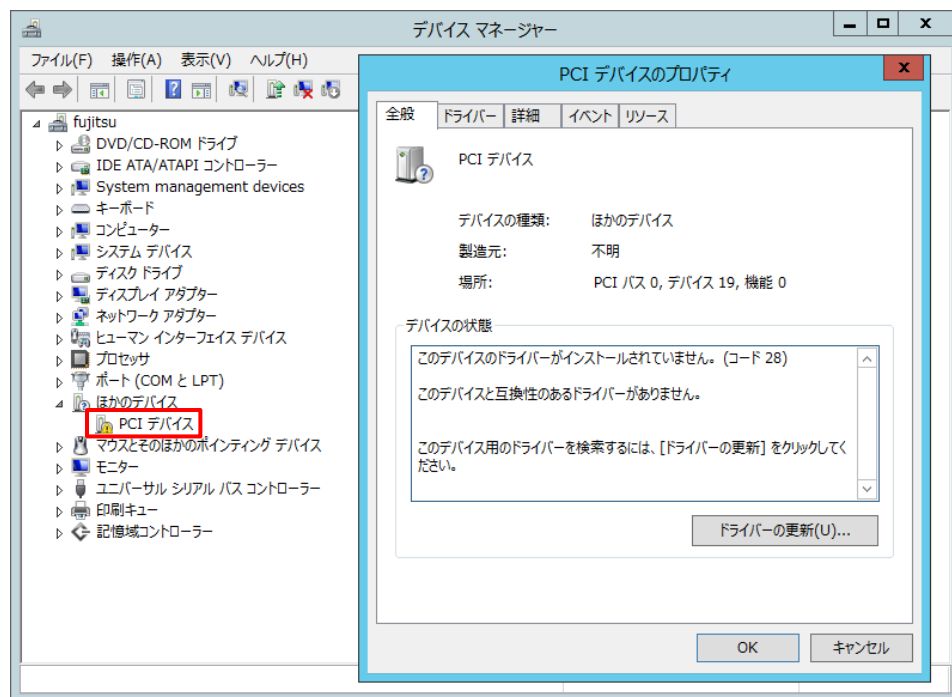 デバイス マネージャー
ファイル(F) 操作(A) 表示(V) ヘルプ(H)
fujitsu
DVD/CD-ROM ドライブ
IDE ATA/ATAPI コントローラー
System management devices
キーボード
コンピューター
システム デバイス
ディスク ドライブ
ディスプレイ アダプター
ネットワーク アダプター
ヒューマン インターフェイス デバイス
プロセッサ
ポート (COM と LPT)
ほかのデバイス
PCI デバイス
マウスとそのほかのポインティング デバイス
モニター
ユニバーサル シリアル バス コントローラー
印刷キュー
記憶域コントローラー
PCI デバイスのプロパティ
全般 ドライバー 詳細 イベント リソース
PCI デバイス
デバイスの種類: ほかのデバイス
製造元: 不明
場所: PCI バス 0, デバイス 19, 機能 0
デバイスの状態
このデバイスのドライバーがインストールされていません。 (コード 28)
このデバイスと互換性のあるドライバーがありません。
このデバイス用のドライバーを検索するには、[ドライバーの更新] をクリックしてく
ださい。
ドライバーの更新(U)...
OK キャンセル